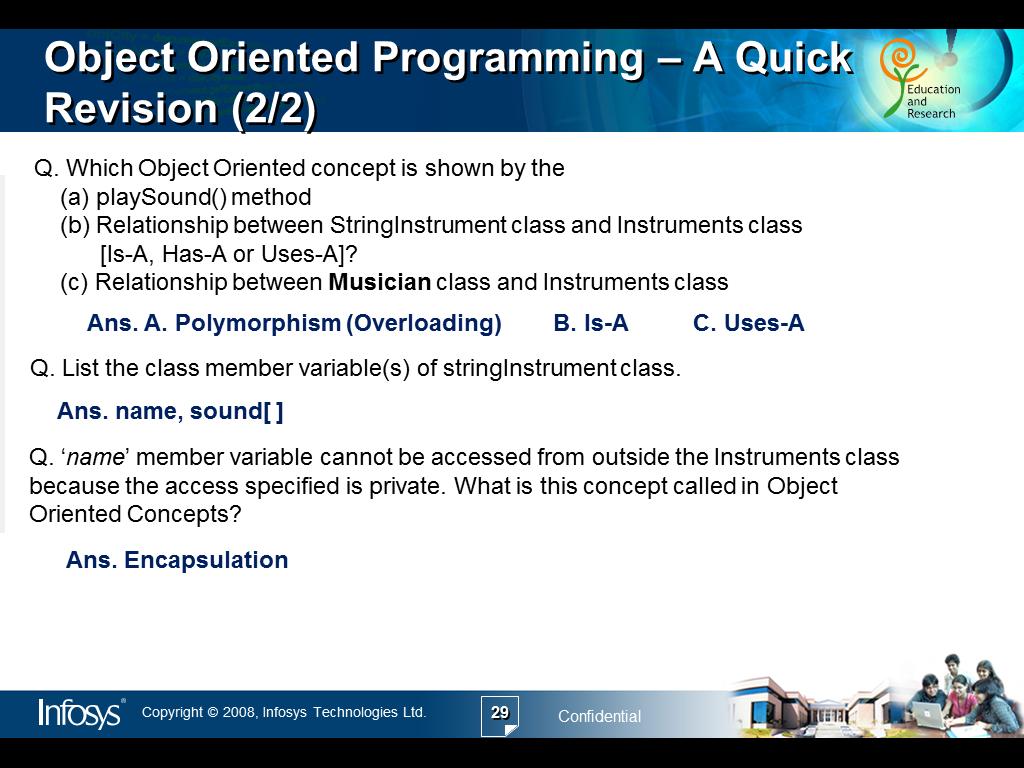 Object Oriented Programming – A Quick
Revision (2/2)
Education
and
Research
Q. Which Object Oriented concept is shown by the
(a) playSound() method
(b) Relationship between StringInstrument class and Instruments class
[Is-A, Has-A or Uses-A]?
(c) Relationship between Musician class and Instruments class
Ans. A. Polymorphism (Overloading) B. Is-A C. Uses-A
Q. List the class member variable(s) of stringInstrument class.
Ans. name, sound[ ]
Q. ‘name’ member variable cannot be accessed from outside the Instruments class
because the access specified is private. What is this concept called in Object
Oriented Concepts?
Ans. Encapsulation
Infosys® Copyright © 2008, Infosys Technologies Ltd. 29 Confidential